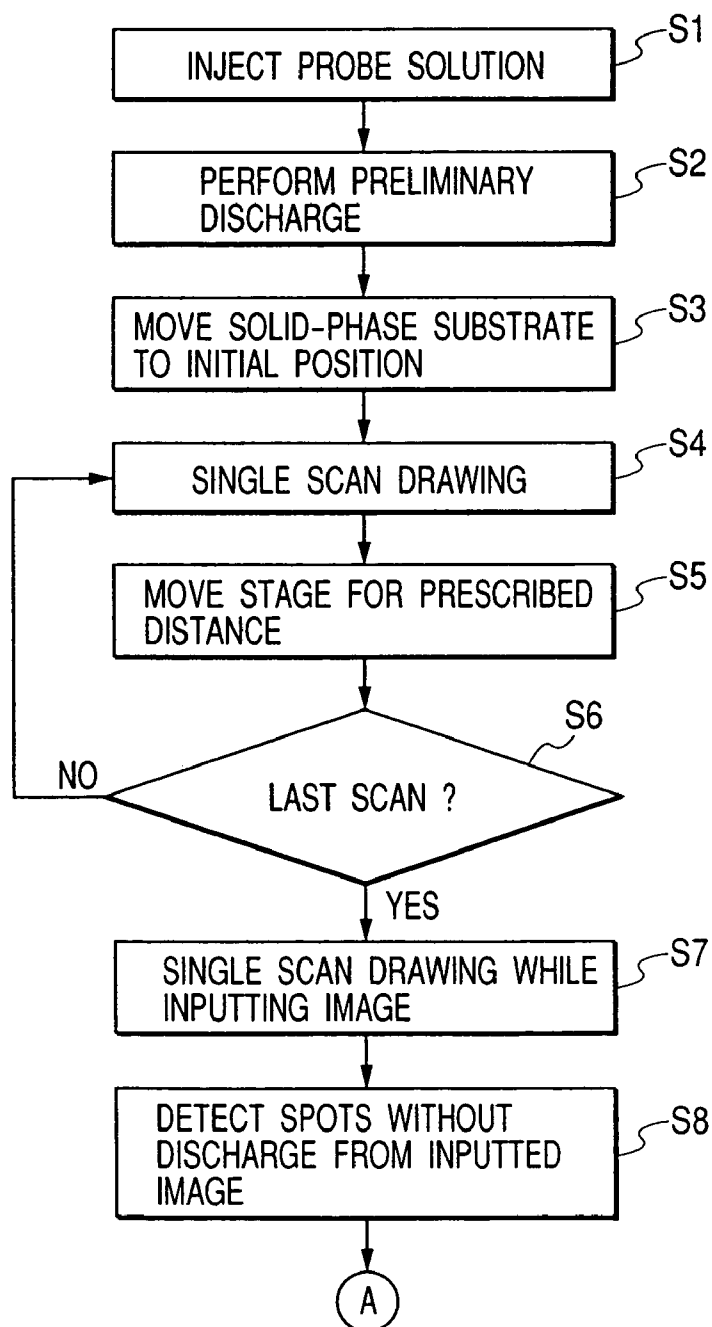 S1
INJECT PROBE SOLUTION
S2
PERFORM PRELIMINARY
DISCHARGE
S3
MOVE SOLID-PHASE SUBSTRATE
TO INITIAL POSITION
S4
SINGLE SCAN DRAWING
S5
MOVE STAGE FOR PRESCRIBED
DISTANCE
S6
LAST SCAN ?
NO
YES
S7
SINGLE SCAN DRAWING WHILE
INPUTTING IMAGE
S8
DETECT SPOTS WITHOUT
DISCHARGE FROM INPUTTED
IMAGE
A